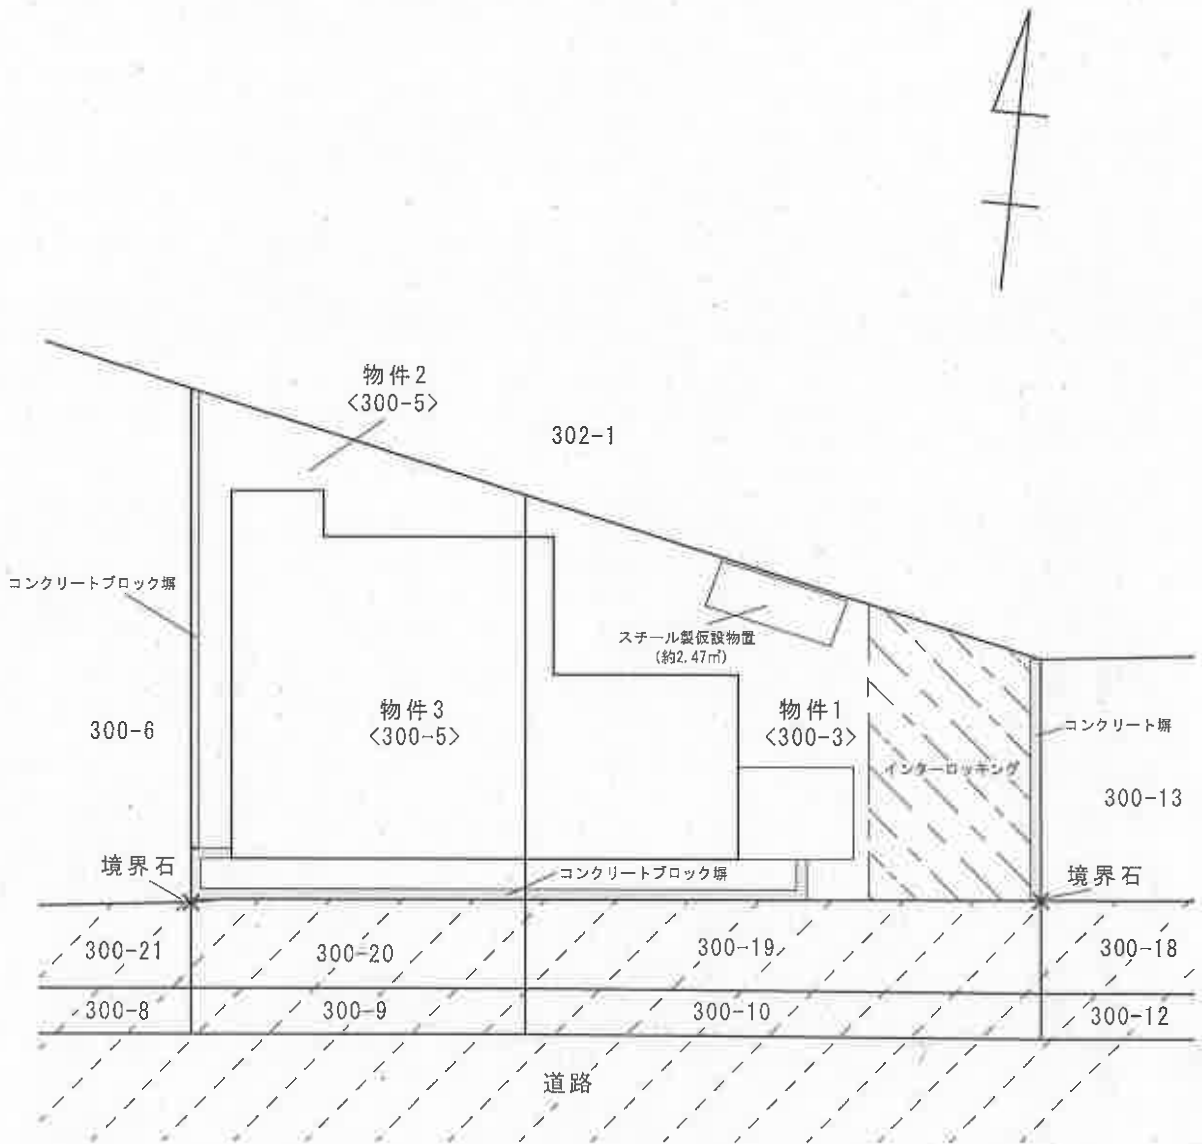 物件2
<300-5>
302-1
コンクリートブロック塀
スチール製仮設物置
(約2.47㎡)
物件3
<300-5>
物件1
<300-3>
300-6
コンクリート塀
インターロッキング
300-13
境界石
コンクリートブロック塀
境界石
300-21
300-20
300-19
300-18
300-8
300-9
300-10
300-12
道路